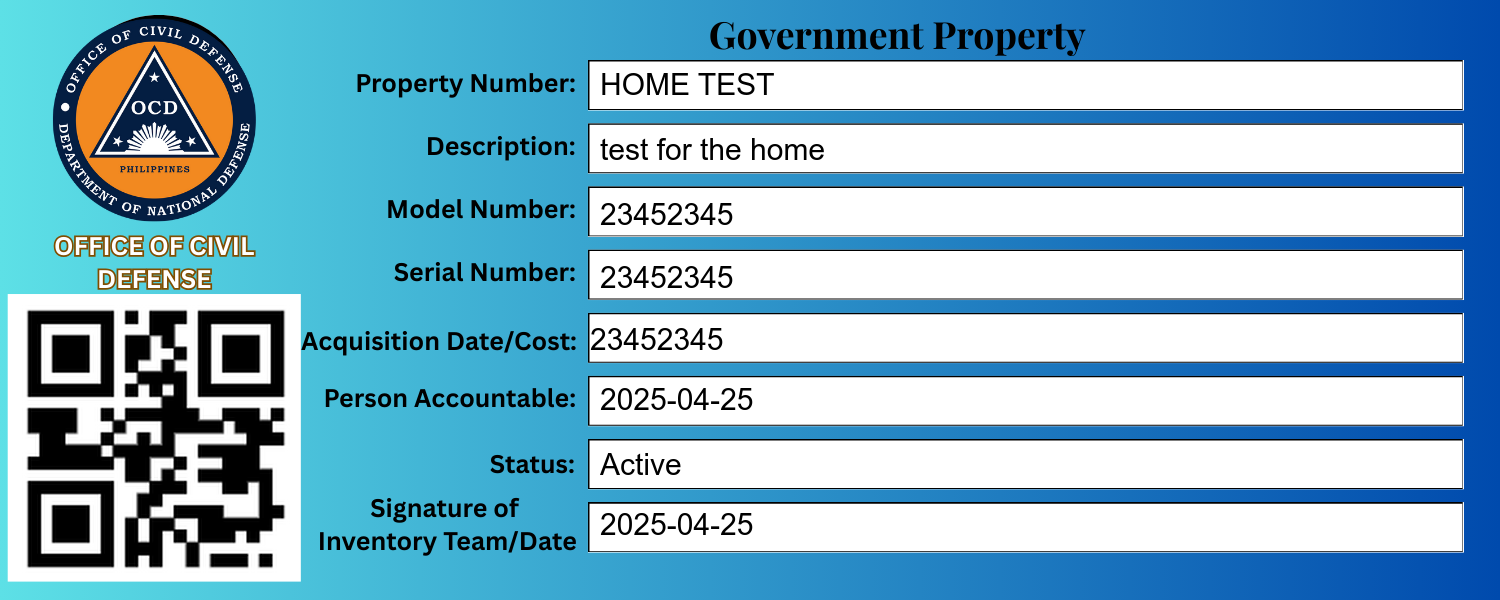 OFFICE OF CIVIL DEFENSE
DEPARTMENT OF NATIONAL DEFENSE
OCD
PHILIPPINES
OFFICE OF CIVIL
DEFENSE
Government Property
Property Number: HOME TEST
Description: test for the home
Model Number: 23452345
Serial Number: 23452345
Acquisition Date/Cost: 23452345
Person Accountable: 2025-04-25
Status: Active
Signature of
Inventory Team/Date 2025-04-25